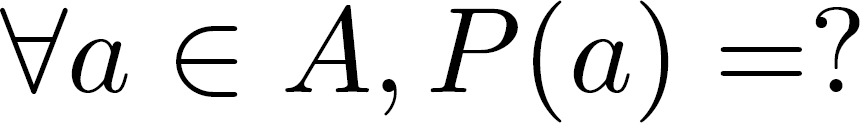 ∀a ∈ A, P(a) =?